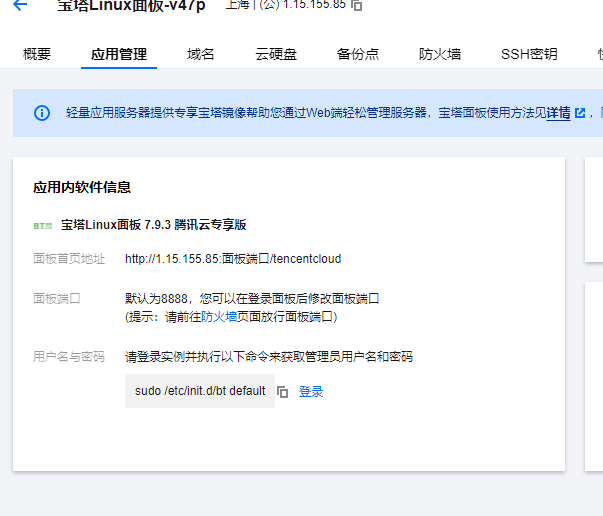 宝塔Linux面板-v47p 上海 | (公) 1.15.155.85
概要 应用管理 域名 云硬盘 备份点 防火墙 SSH密钥
轻量应用服务器提供专享宝塔镜像帮助您通过Web端轻松管理服务器，宝塔面板使用方法见详情 ，
应用内软件信息
宝塔Linux面板 7.9.3 腾讯云专享版
面板首页地址 http://1.15.155.85:面板端口/tencentcloud
面板端口 默认为8888，您可以在登录面板后修改面板端口
(提示：请前往防火墙页面放行面板端口)
用户名与密码 请登录实例并执行以下命令来获取管理员用户名和密码
sudo /etc/init.d/bt default 登录